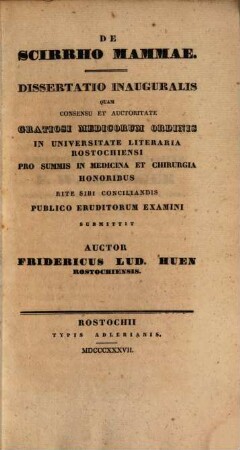 DE
SCIRRHO MAMMAE.
DISSERTATIO INAUGURALIS
QUAM
CONSENSU ET AUCTORITATE
GRATIOSI MEDICORUM ORDINIS
IN UNIVERSITATE LITERARIA
ROSTOCHIENSI
PRO SUMMIS IN MEDICINA ET CHIRURGIA
HONORIBUS
RITE SIBI CONCILIANDIS
PUBLICO ERUDITORUM EXAMINI
SUBMITTIT
AUCTOR
FRIDERICUS LUD. HUEN
ROSTOCHIENSIS.
ROSTOCHII
TYPIS ADLERIANIS.
MDCCCXXXVII.